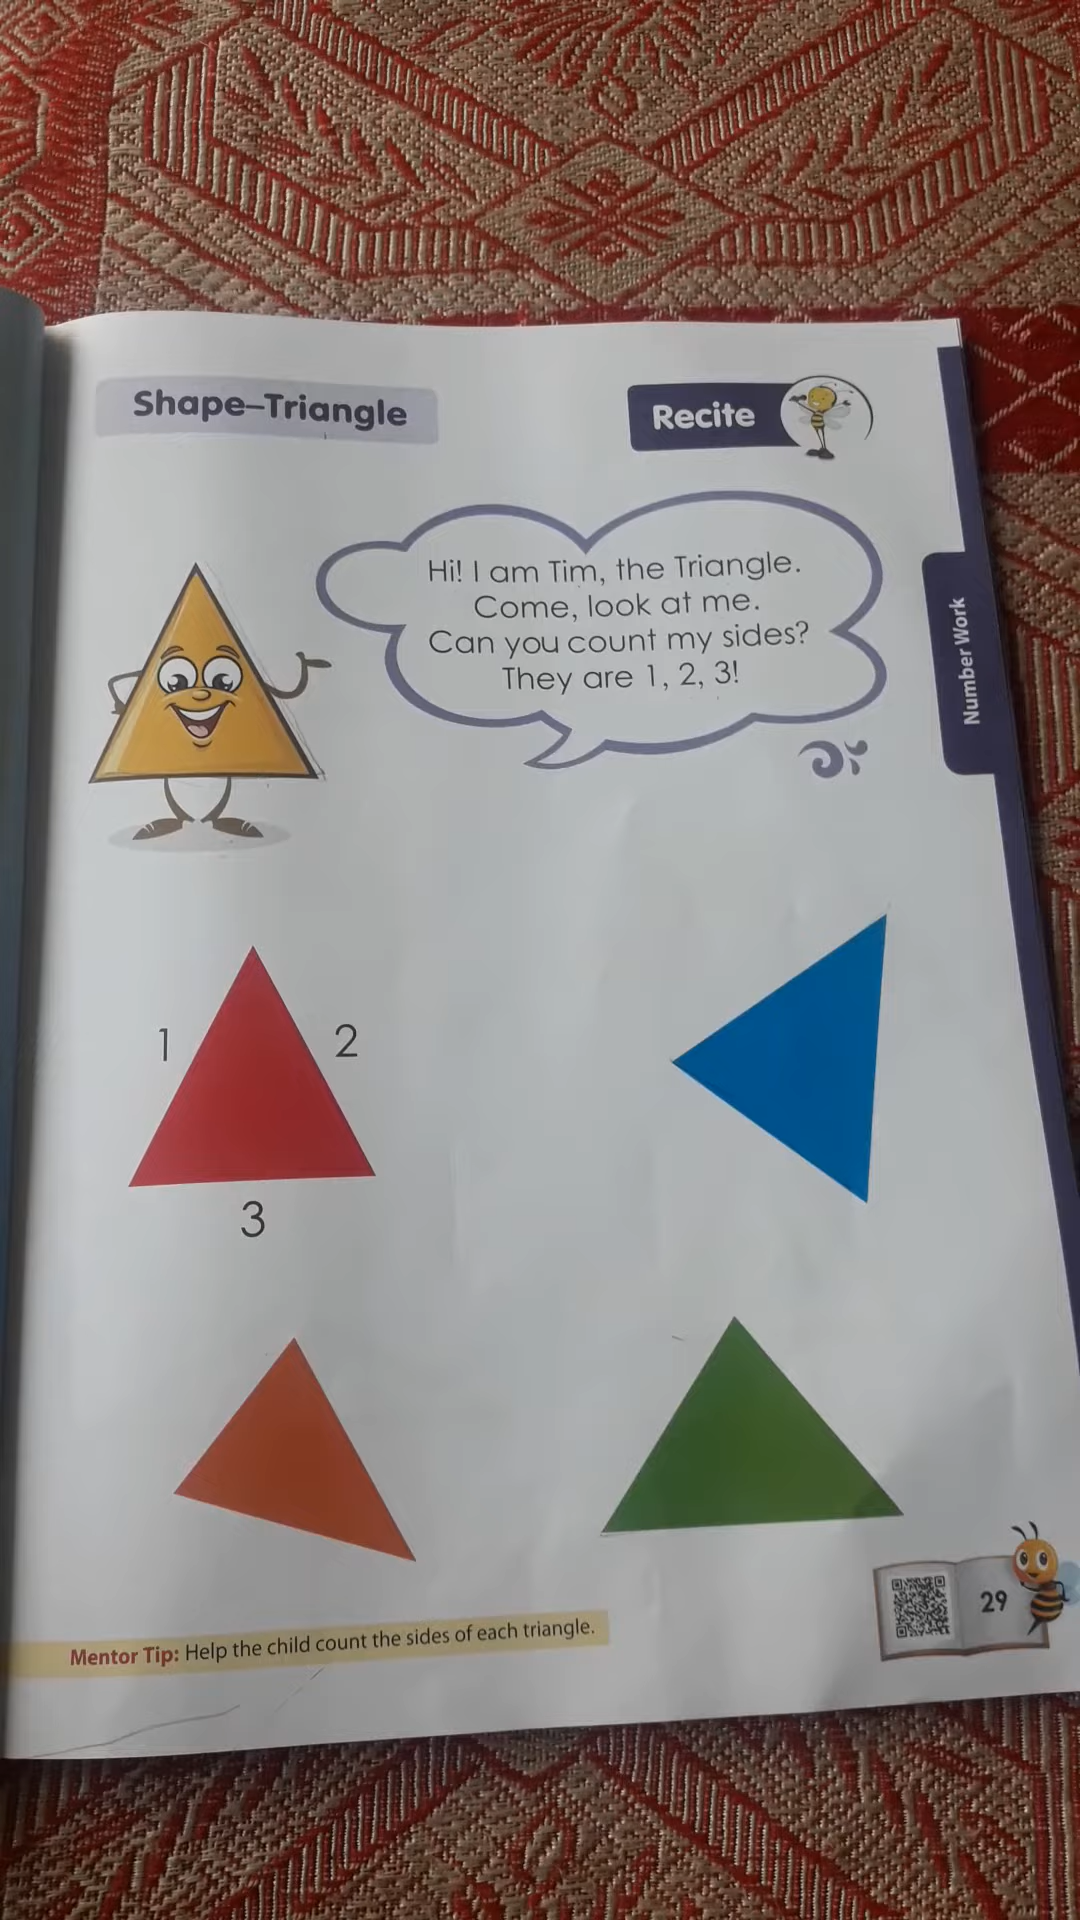 Shape–Triangle
Recite
Hi! I am Tim, the Triangle.
Come, look at me.
Can you count my sides?
They are 1, 2, 3!
Number Work
1
2
3
29
Mentor Tip: Help the child count the sides of each triangle.